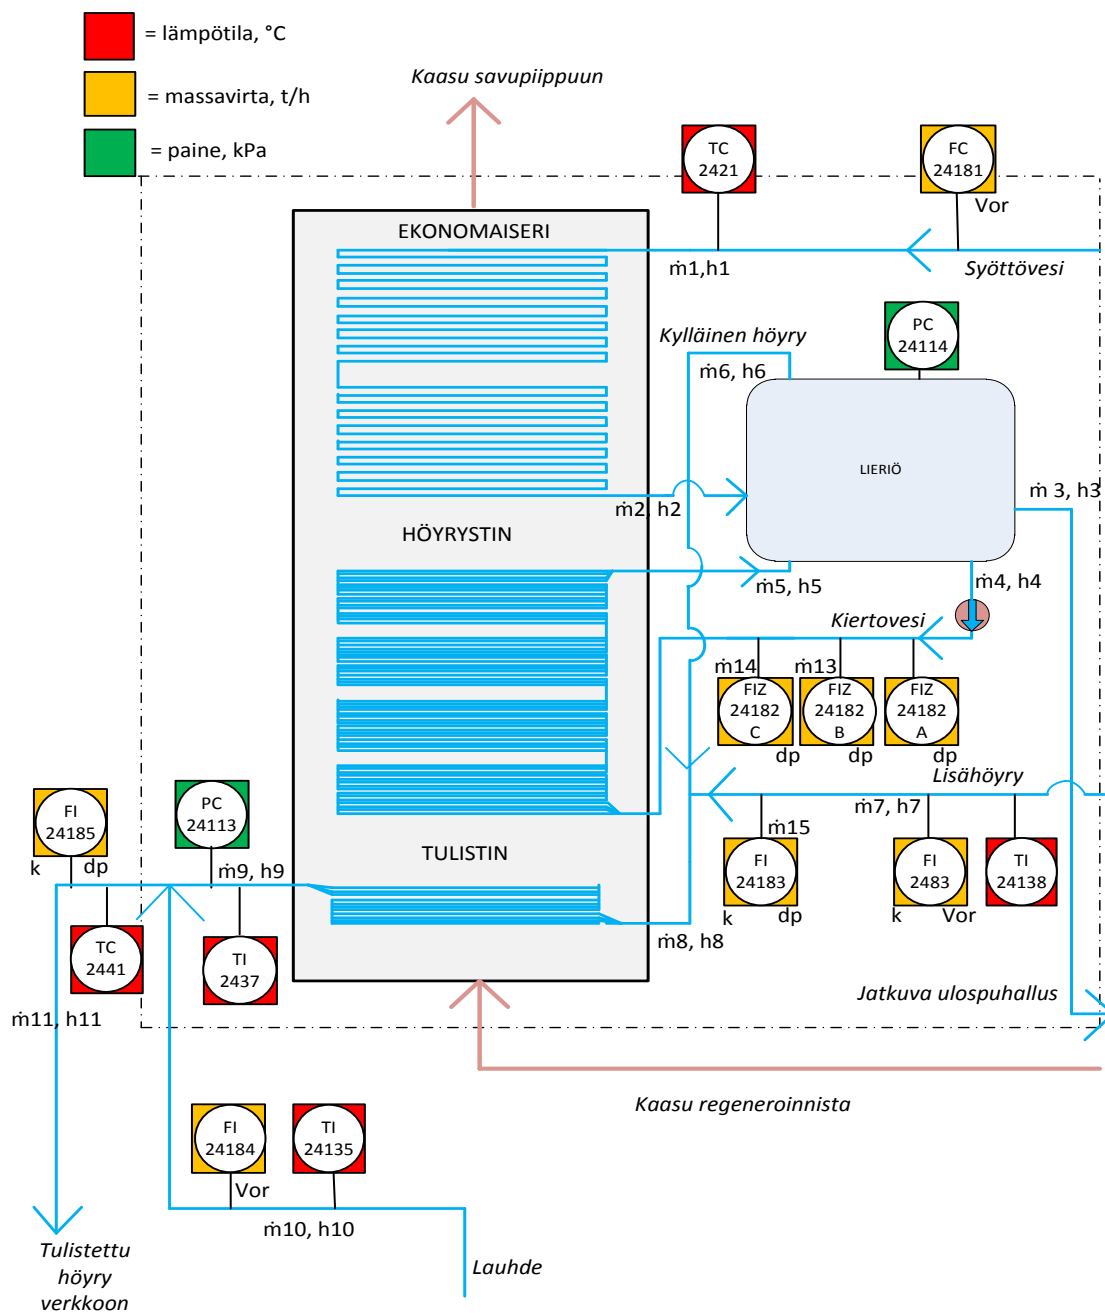 = lämpötila, °C
= massavirta, t/h
= paine, kPa
Kaasu savupiippuun
TC
2421
FC
24181
Vor
EKONOMAISERI
ṁ1,h1
Syöttövesi
Kylläinen höyry
PC
24114
ṁ6, h6
LIERIÖ
ṁ2, h2
ṁ 3, h3
HÖYRYSTIN
ṁ5, h5
ṁ4, h4
Kiertovesi
ṁ14
ṁ13
FIZ
24182
C
dp
FIZ
24182
B
dp
FIZ
24182
A
dp
Lisähöyry
ṁ7, h7
ṁ15
FI
24185
k
dp
PC
24113
TULISTIN
FI
24183
k
dp
FI
2483
k
Vor
TI
24138
ṁ9, h9
TC
2441
TI
2437
ṁ8, h8
Jatkuva ulospuhallus
ṁ11, h11
Kaasu regeneroinnista
FI
24184
Vor
TI
24135
ṁ10, h10
Tulistettu
höyry
verkkoon
Lauhde